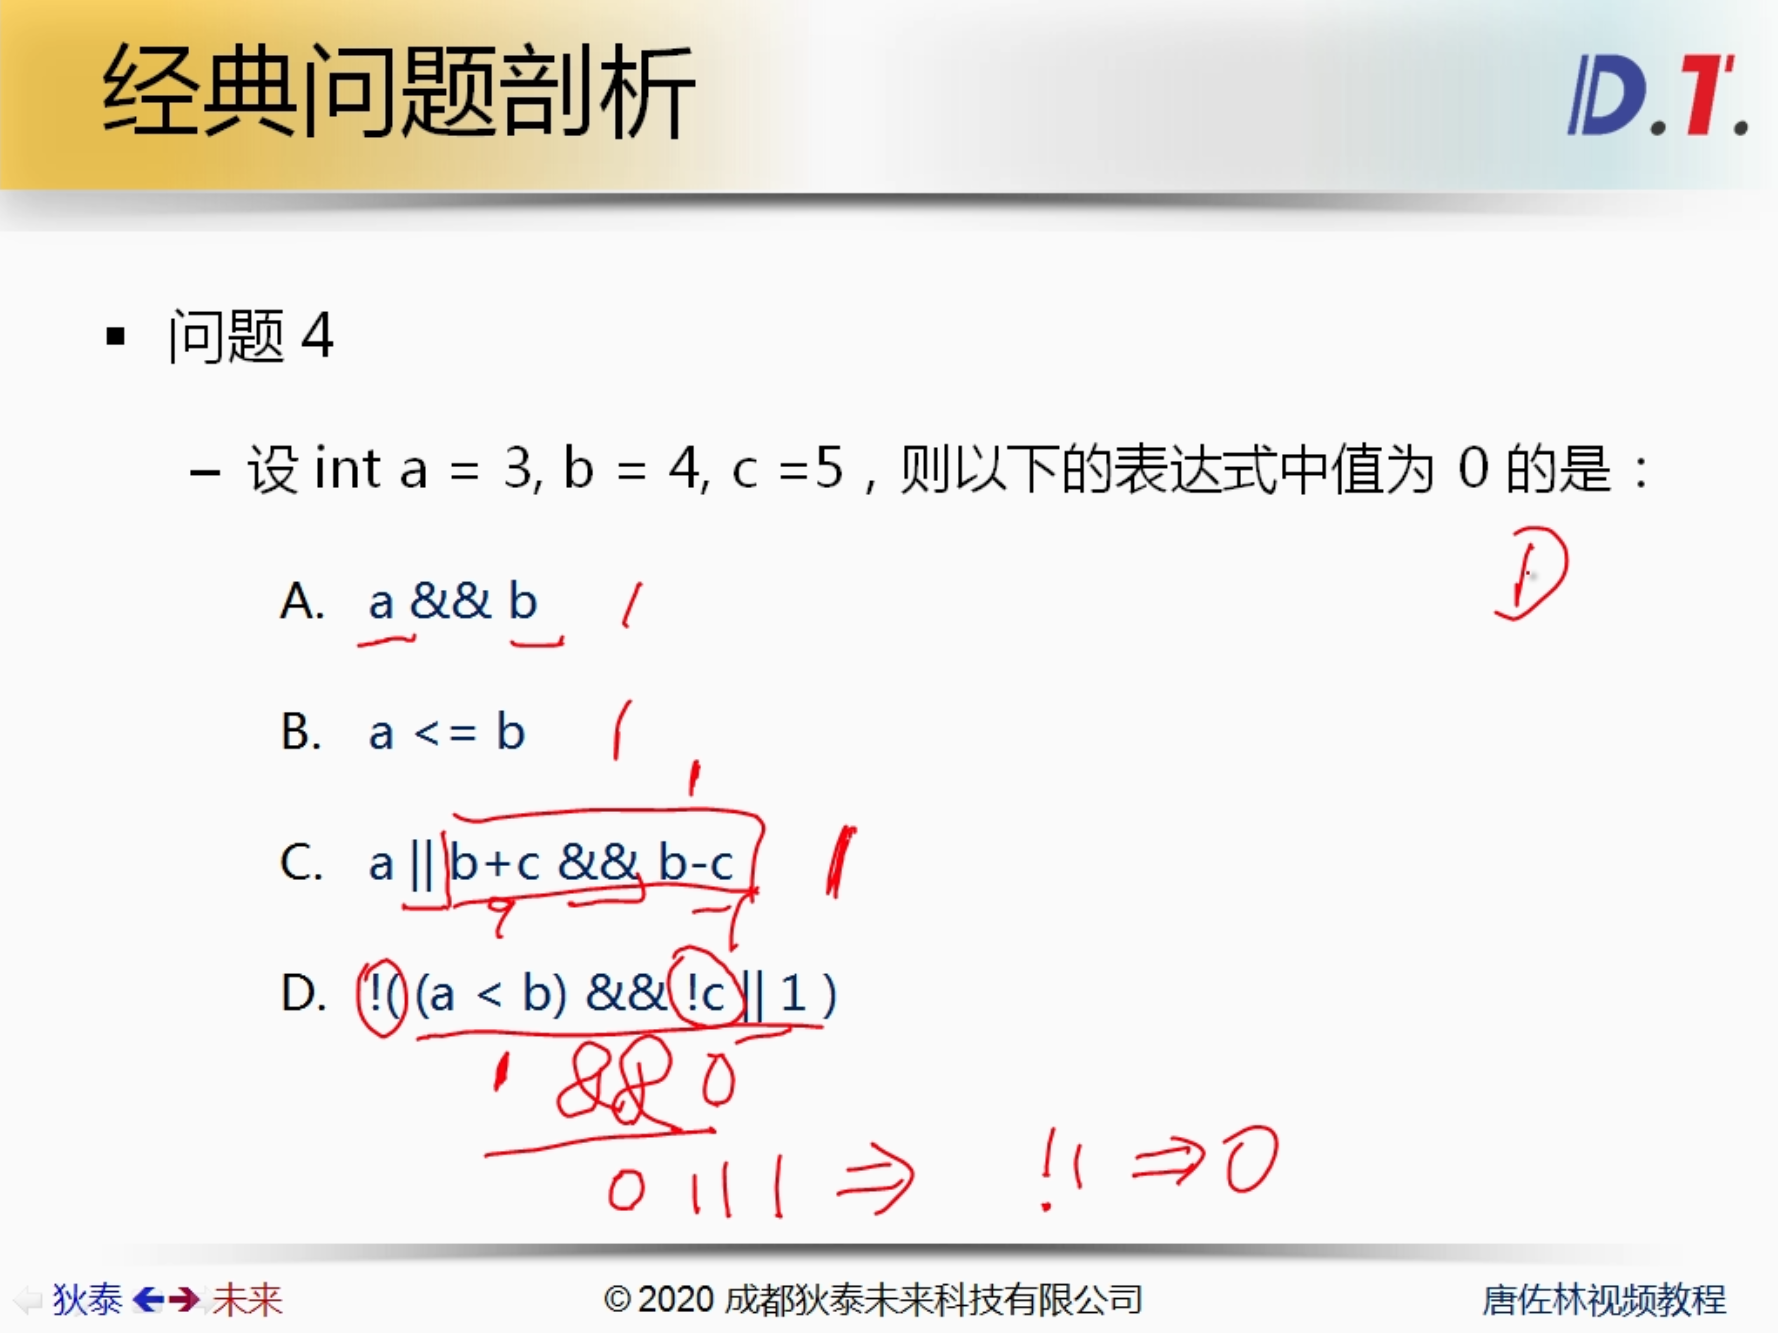 经典问题剖析
D.T.
▪ 问题 4
– 设 int a = 3, b = 4, c =5，则以下的表达式中值为 0 的是：
D
A. a && b 1
B. a <= b 1
1
C. a || b+c && b-c 1
9
D. !( (a < b) && !c || 1 )
1 && 0
0 || 1 ⇒ !1 ⇒ 0
狄泰 未来
© 2020 成都狄泰未来科技有限公司
唐佐林视频教程